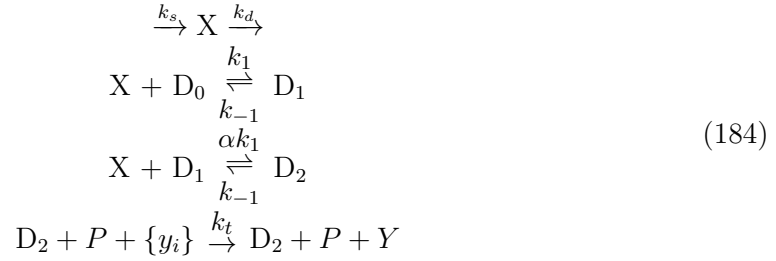 k_s → X k_d →
k_1
X + D_0 ⇌ D_1
k_{-1}
αk_1
X + D_1 ⇌ D_2
k_{-1}
(184)
k_t
D_2 + P + {y_i} → D_2 + P + Y